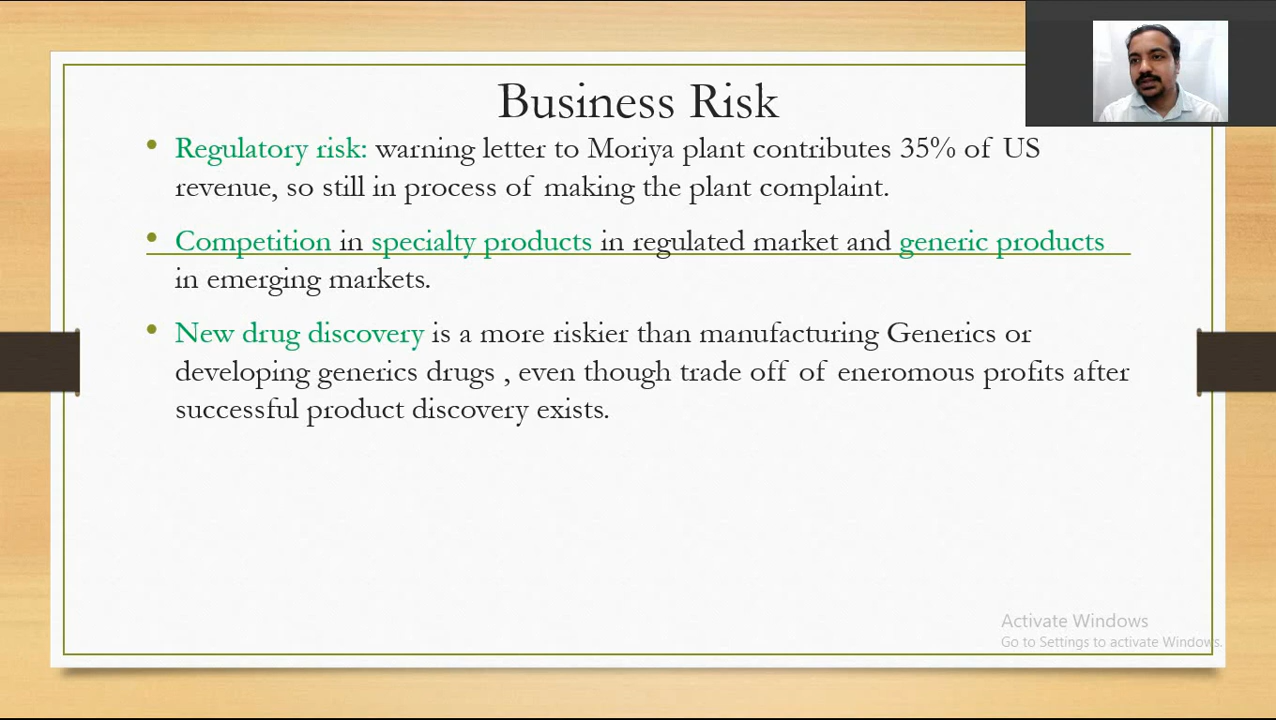 Business Risk
• Regulatory risk: warning letter to Moriya plant contributes 35% of US
revenue, so still in process of making the plant complaint.
• Competition in specialty products in regulated market and generic products
in emerging markets.
• New drug discovery is a more riskier than manufacturing Generics or
developing generics drugs , even though trade off of eneromous profits after
successful product discovery exists.
Activate Windows
Go to Settings to activate Windows.